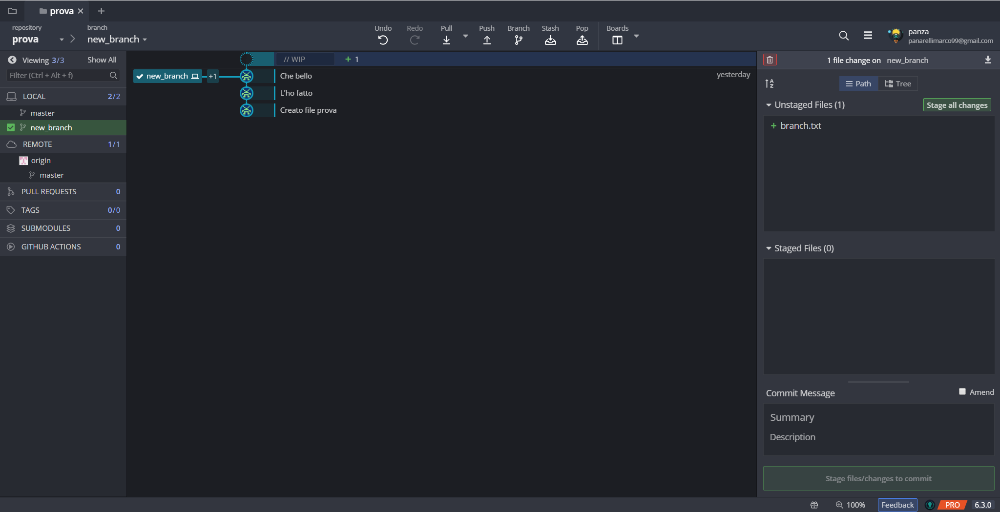 prova
repository
prova
branch
new_branch
Undo
Redo
Pull
Push
Branch
Stash
Pop
Boards
panza
panarellimarco99@gmail.com
Viewing 3/3
Show All
Filter (Ctrl + Alt + f)
LOCAL 2/2
master
new_branch
REMOTE 1/1
origin
master
PULL REQUESTS 0
TAGS 0/0
SUBMODULES 0
GITHUB ACTIONS 0
// WIP
+ 1
new_branch +1
Che bello
yesterday
L'ho fatto
Creato file prova
1 file change on new_branch
A
Z
Path
Tree
Unstaged Files (1)
Stage all changes
+ branch.txt
Staged Files (0)
Commit Message
Amend
Summary
Description
Stage files/changes to commit
100%
Feedback
PRO
6.3.0